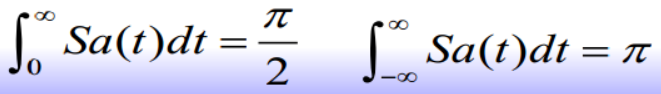 ∫₀^∞ Sa(t)dt = π/2    ∫₋∞^∞ Sa(t)dt = π